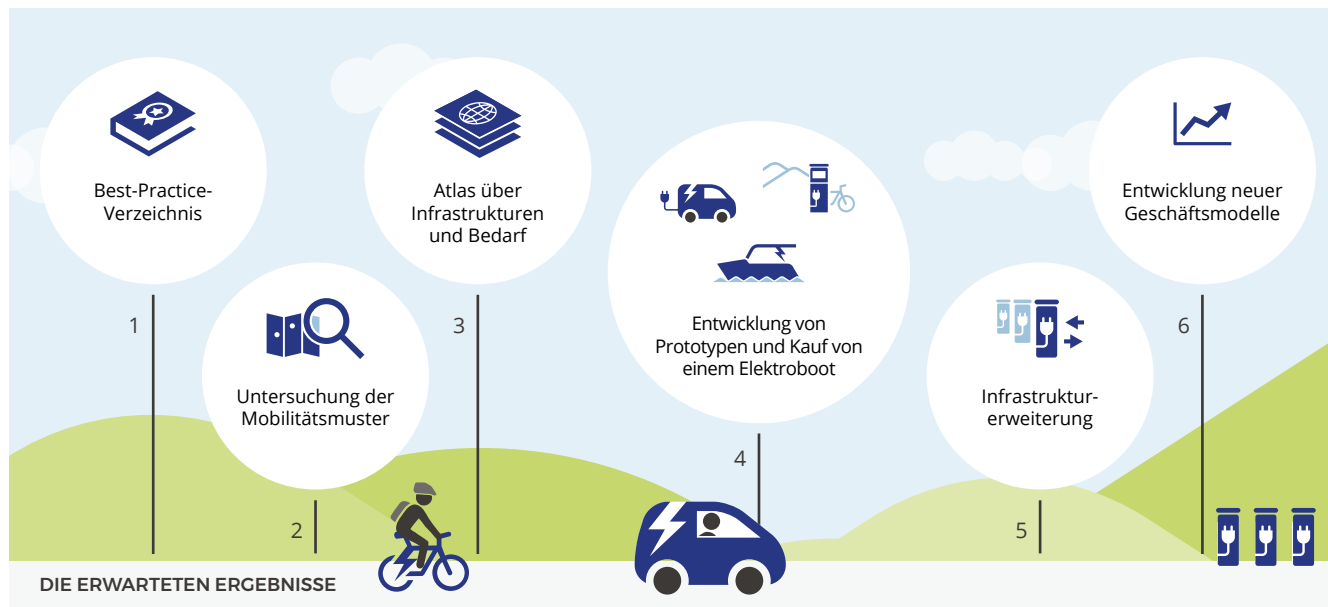 Best-Practice-
Verzeichnis
1
Untersuchung der
Mobilitätsmuster
2
Atlas über
Infrastrukturen
und Bedarf
3
Entwicklung von
Prototypen und Kauf von
einem Elektroboot
4
Infrastruktur-
erweiterung
5
Entwicklung neuer
Geschäftsmodelle
6
DIE ERWARTETEN ERGEBNISSE